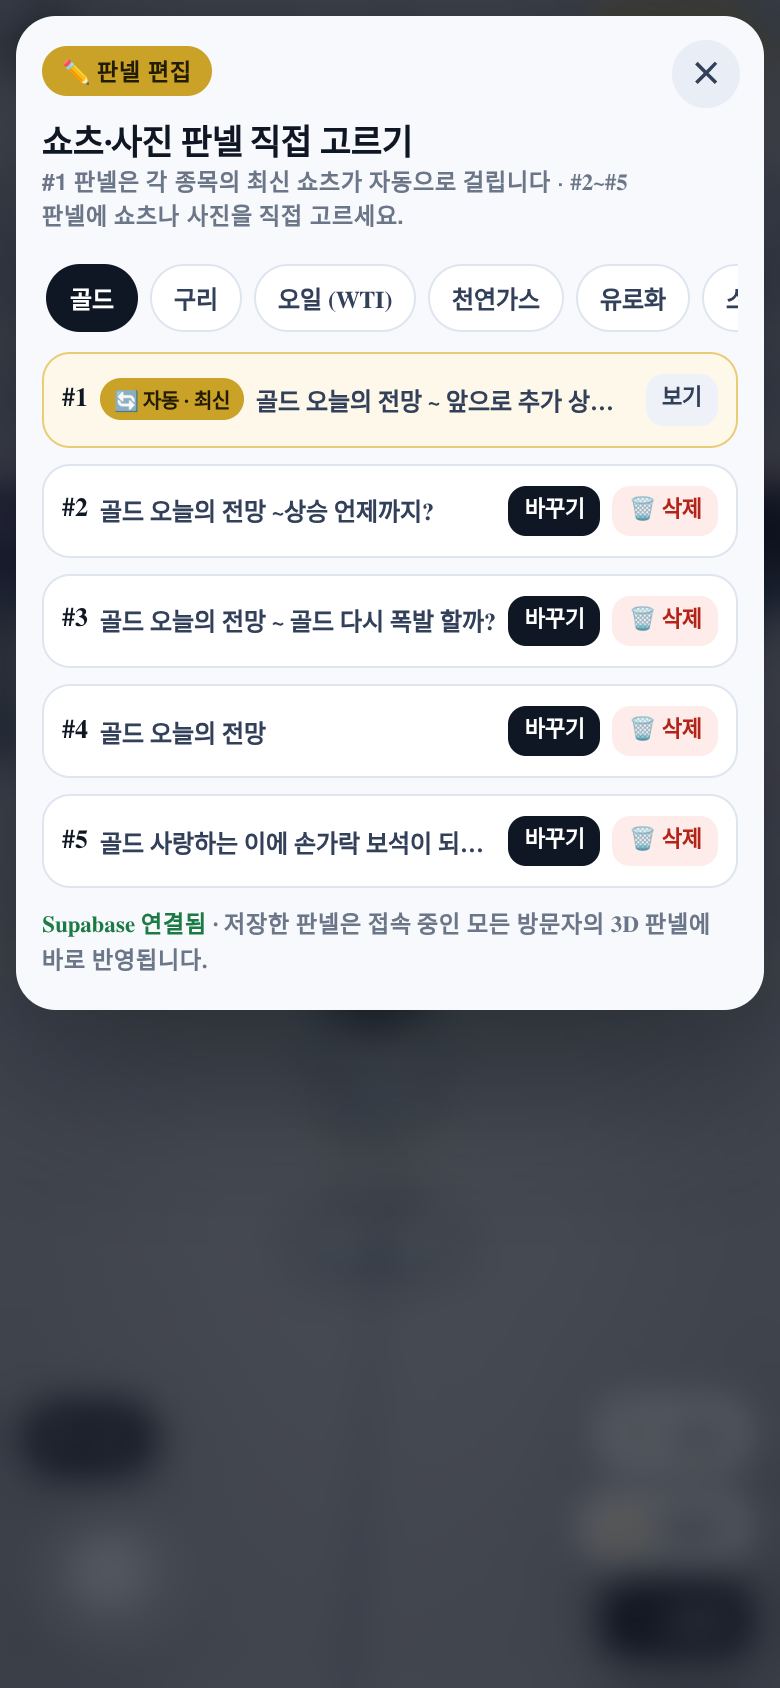 ✏️ 판넬 편집
✕
쇼츠·사진 판넬 직접 고르기
#1 판넬은 각 종목의 최신 쇼츠가 자동으로 걸립니다 · #2~#5
판넬에 쇼츠나 사진을 직접 고르세요.
골드 구리 오일 (WTI) 천연가스 유로화
#1 🔄 자동 · 최신 골드 오늘의 전망 ~ 앞으로 추가 상… 보기
#2 골드 오늘의 전망 ~상승 언제까지? 바꾸기 🗑️ 삭제
#3 골드 오늘의 전망 ~ 골드 다시 폭발 할까? 바꾸기 🗑️ 삭제
#4 골드 오늘의 전망 바꾸기 🗑️ 삭제
#5 골드 사랑하는 이에 손가락 보석이 되… 바꾸기 🗑️ 삭제
Supabase 연결됨 · 저장한 판넬은 접속 중인 모든 방문자의 3D 판넬에
바로 반영됩니다.